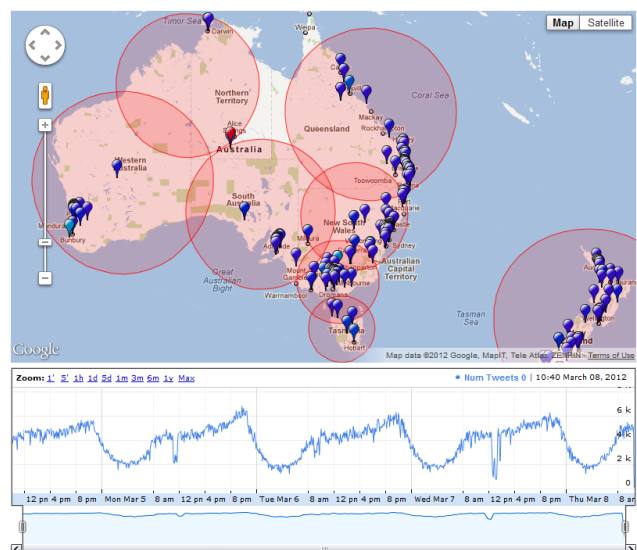 Timor Sea
Darwin
Weipa
Map
Satellite
Coral Sea
Northern
Territory
Mackay
Rockhampton
Alice
Springs
Queensland
Australia
Western
Australia
Toowoomba
South
Australia
Port
Macquarie
New South
Wales
Mandurah
Bunbury
Adelaide
Mildura
Sydney
Great
Australian
Bight
Mount
Gambier
Australian
Capital
Territory
Warrnambool
Melbourne
Tasman
Sea
Wellington
Hobart
Google
Map data ©2012 Google, MapIT, Tele Atlas, ZENRIN - Terms of Use
Zoom: 1' 5' 1h 1d 5d 1m 3m 6m 1y Max
Num Tweets 0 | 10:40 March 08, 2012
6 k
4 k
2 k
0
12 pm 4 pm 8 pm Mon Mar 5 8 am 12 pm 4 pm 8 pm Tue Mar 6 8 am 12 pm 4 pm 8 pm Wed Mar 7 8 am 12 pm 4 pm 8 pm Thu Mar 8 8 am